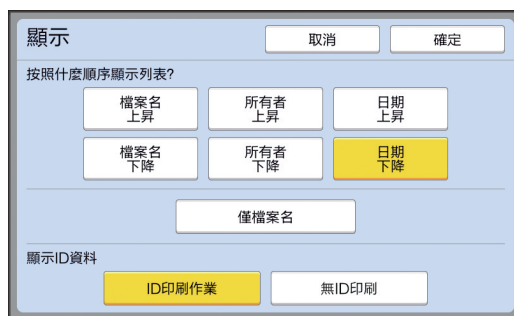 顯示
取消
確定
按照什麼順序顯示列表?
檔案名
上昇
所有者
上昇
日期
上昇
檔案名
下降
所有者
下降
日期
下降
僅檔案名
顯示ID資料
ID印刷作業
無ID印刷